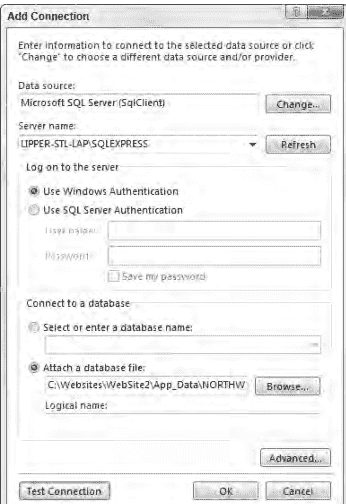 Add Connection
Enter information to connect to the selected data source or click
"Change" to choose a different data source and/or provider.
Data source:
Microsoft SQL Server (SqlClient)
Change...
Server name:
LIPPER-STL-LAP\SQLEXPRESS
Refresh
Log on to the server
Use Windows Authentication
Use SQL Server Authentication
User name:
Password:
Save my password
Connect to a database
Select or enter a database name:
Attach a database file:
C:\Websites\WebSite2\App_Data\NORTHW
Browse...
Logical name:
Advanced...
Test Connection
OK
Cancel